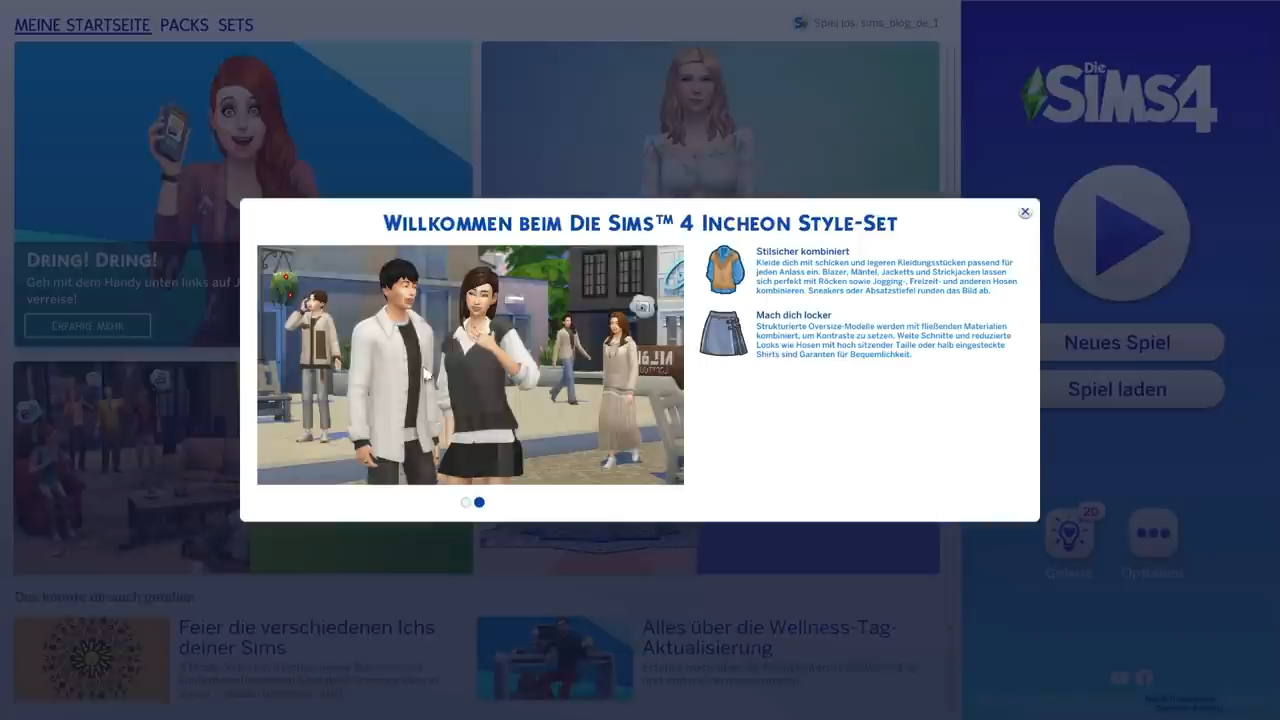 MEINE STARTSEITE PACKS SETS
Spiel jos: sims_blog_de_1
Die
SiMS4
WILLKOMMEN BEIM DIE SIMS™ 4 INCHEON STYLE-SET
Stilsicher kombiniert
Kleide dich mit schicken und legeren Kleidungsstücken passend für
jeden Anlass ein. Blazer, Mäntel, Jacketts und Strickjacken lassen
sich perfekt mit Röcken sowie Jogging-, Freizeit- und anderen Hosen
kombinieren. Sneakers oder Absatzstiefel runden das Bild ab.
Mach dich locker
Strukturierte Oversize-Modelle werden mit fließenden Materialien
kombiniert, um Kontraste zu setzen. Weite Schnitte und reduzierte
Looks wie Hosen mit hoch sitzender Taille oder halb eingesteckte
Shirts sind Garanten für Bequemlichkeit.
DRING! DRING!
Geh mit dem Handy unten links auf J
verreise!
ERFAHRE MEHR
Neues Spiel
Spiel laden
20
Galerie
Optionen
Das könnte dir auch gefallen
Feier die verschiedenen Ichs
deiner Sims
Alles über die Wellness-Tag-
Aktualisierung